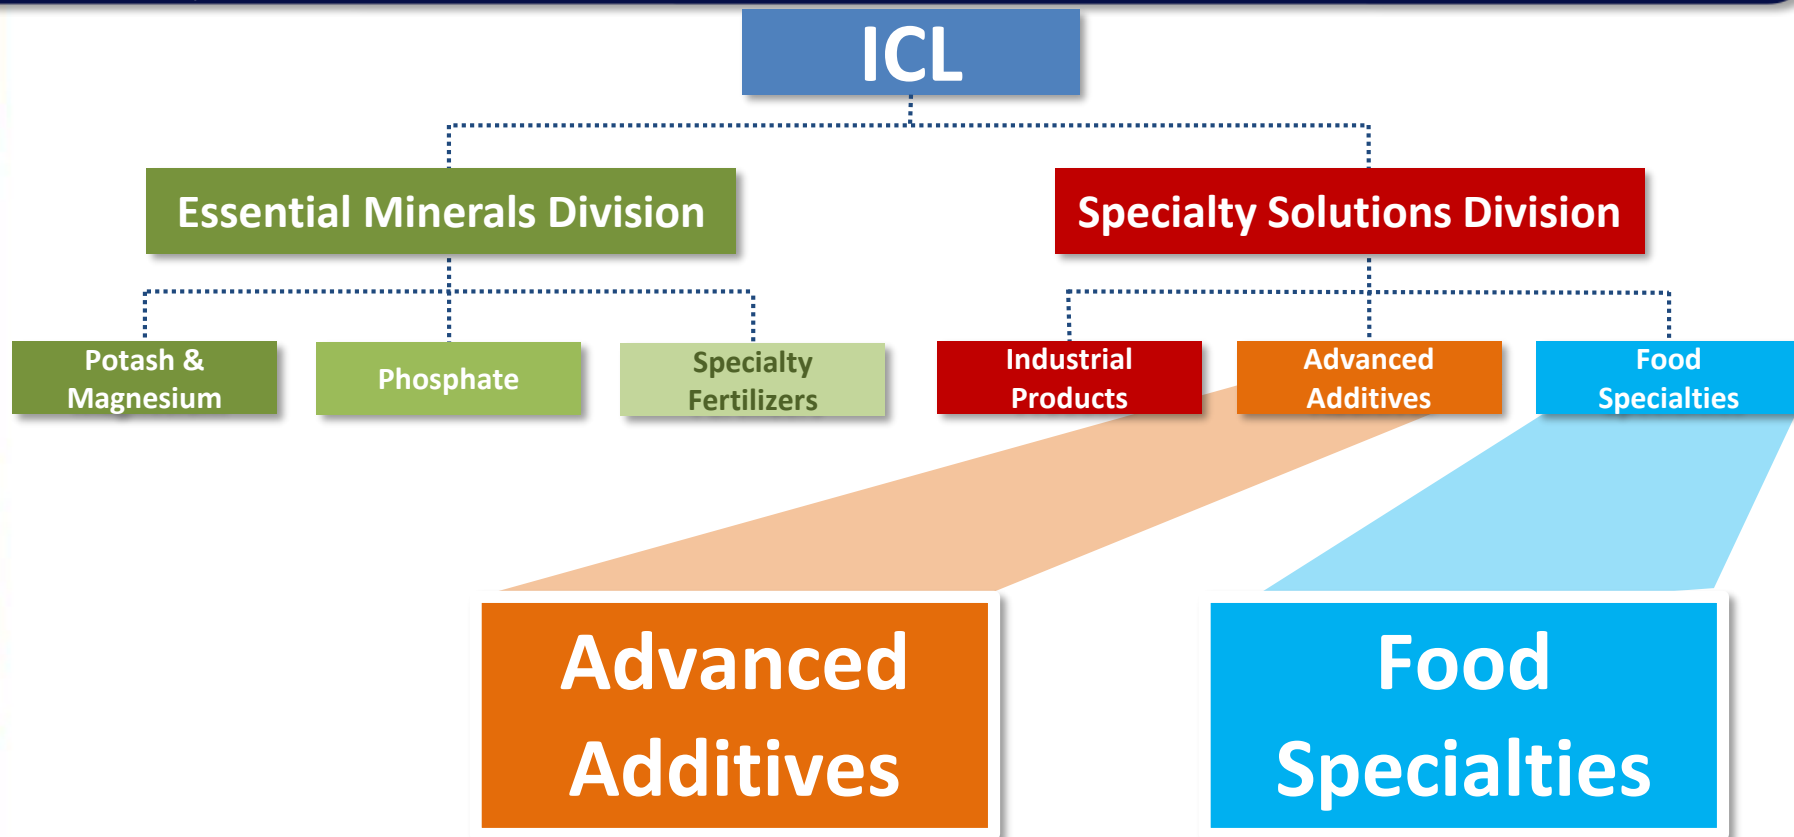 ICL
Essential Minerals Division
Specialty Solutions Division
Potash &
Magnesium
Phosphate
Specialty
Fertilizers
Industrial
Products
Advanced
Additives
Food
Specialties
Advanced
Additives
Food
Specialties